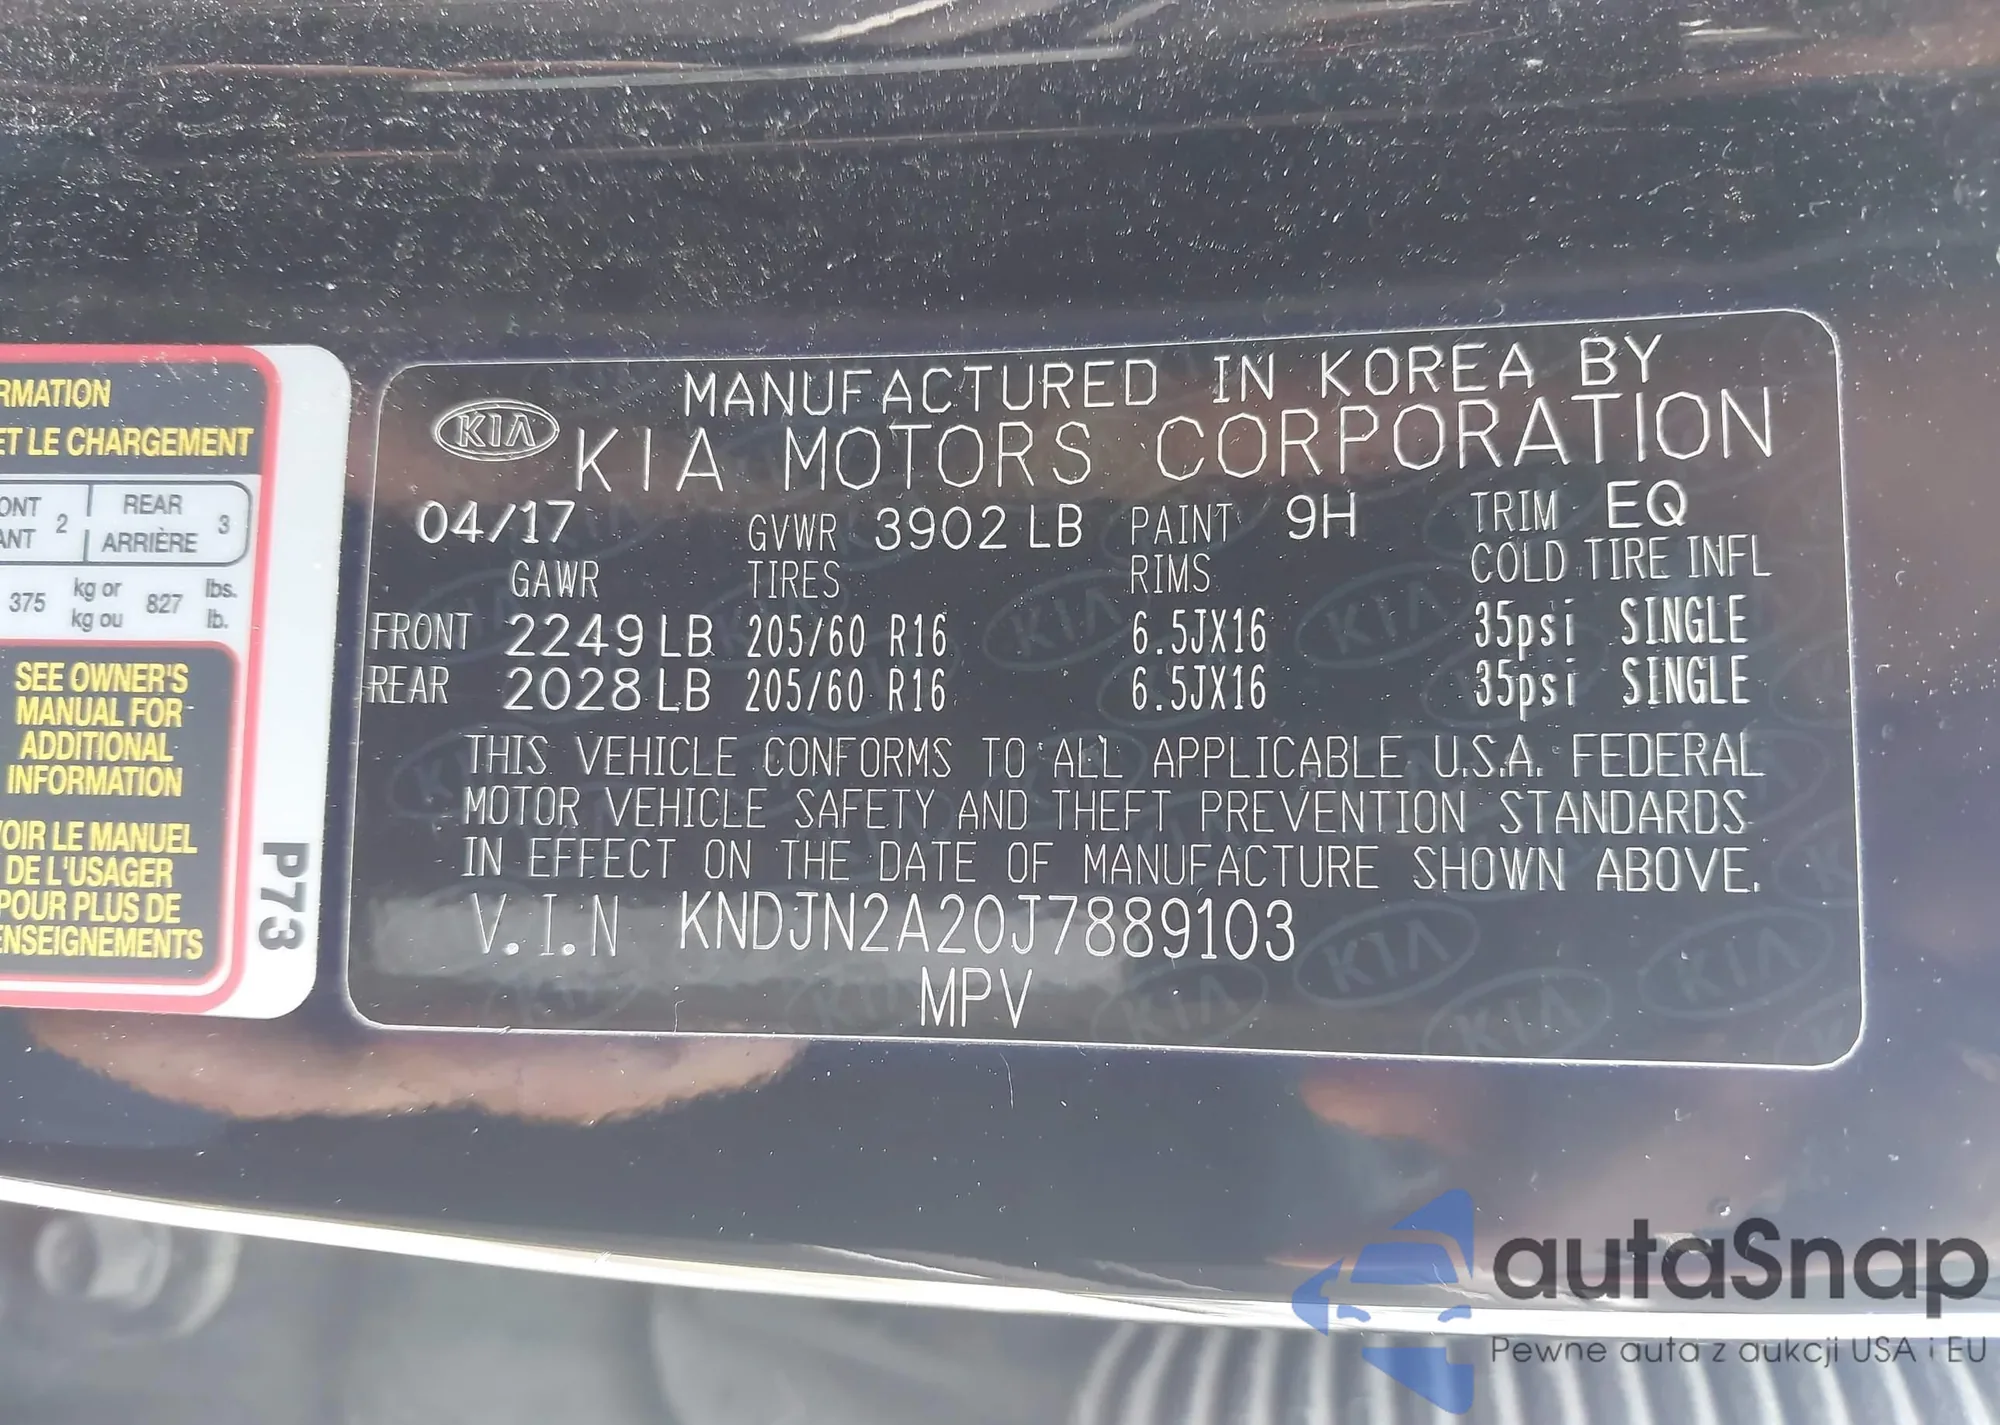 RMATION
ET LE CHARGEMENT
ONT
ANT
2
REAR
ARRIÈRE
3
375
kg or
kg ou
827
lbs.
lb.
SEE OWNER'S
MANUAL FOR
ADDITIONAL
INFORMATION
VOIR LE MANUEL
DE L'USAGER
POUR PLUS DE
ENSEIGNEMENTS
P73
MANUFACTURED IN KOREA BY
KIA KIA MOTORS CORPORATION
04/17 GVWR 3902 LB PAINT 9H TRIM EQ
GAWR TIRES RIMS COLD TIRE INFL
FRONT 2249 LB 205/60 R16 6.5JX16 35psi SINGLE
REAR 2028 LB 205/60 R16 6.5JX16 35psi SINGLE
THIS VEHICLE CONFORMS TO ALL APPLICABLE U.S.A. FEDERAL
MOTOR VEHICLE SAFETY AND THEFT PREVENTION STANDARDS
IN EFFECT ON THE DATE OF MANUFACTURE SHOWN ABOVE.
V.I.N KNDJN2A20J7889103
MPV
autaSnap
Pewne auta z aukcji USA i EU